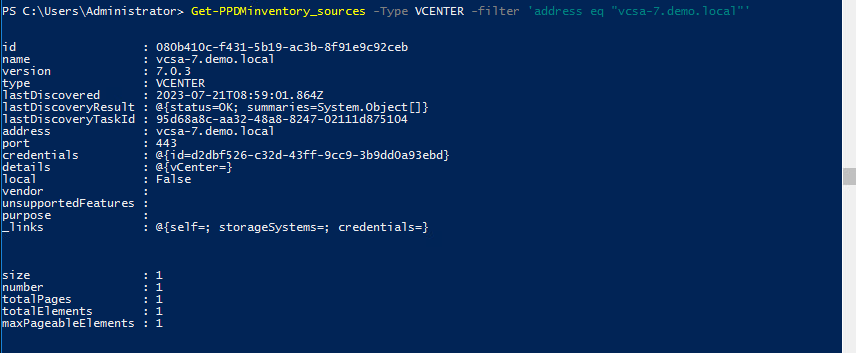 PS C:\Users\Administrator> Get-PPDMinventory_sources -Type VCENTER -filter 'address eq "vcsa-7.demo.local"'
id                  : 080b410c-f431-5b19-ac3b-8f91e9c92ceb
name                : vcsa-7.demo.local
version             : 7.0.3
type                : VCENTER
lastDiscovered      : 2023-07-21T08:59:01.864Z
lastDiscoveryResult : @{status=OK; summaries=System.Object[]}
lastDiscoveryTaskId : 95d68a8c-aa32-48a8-8247-02111d875104
address             : vcsa-7.demo.local
port                : 443
credentials         : @{id=d2dbf526-c32d-43ff-9cc9-3b9dd0a93ebd}
details             : @{vCenter=}
local               : False
vendor              :
unsupportedFeatures :
purpose             :
_links              : @{self=; storageSystems=; credentials=}
size                : 1
number              : 1
totalPages          : 1
totalElements       : 1
maxPageableElements : 1